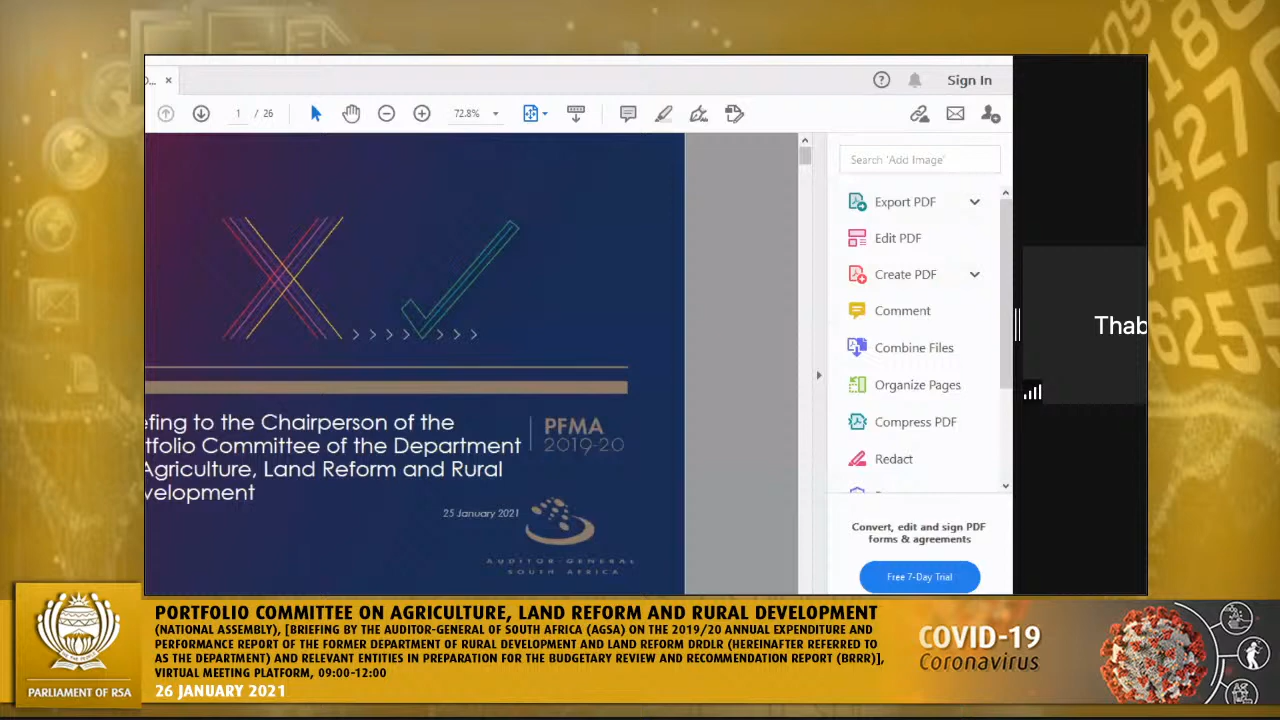 Sign In
1 / 26
72.8%
Search 'Add Image'
Export PDF
Edit PDF
Create PDF
Comment
Combine Files
Organize Pages
Compress PDF
Redact
Convert, edit and sign PDF
forms & agreements
Free 7-Day Trial
efing to the Chairperson of the
tfolio Committee of the Department
Agriculture, Land Reform and Rural
velopment
PFMA
2019-20
25 January 2021
AUDITOR-GENERAL
SOUTH AFRICA
Thab
PARLIAMENT OF RSA
PORTFOLIO COMMITTEE ON AGRICULTURE, LAND REFORM AND RURAL DEVELOPMENT
(NATIONAL ASSEMBLY), [BRIEFING BY THE AUDITOR-GENERAL OF SOUTH AFRICA (AGSA) ON THE 2019/20 ANNUAL EXPENDITURE AND
PERFORMANCE REPORT OF THE FORMER DEPARTMENT OF RURAL DEVELOPMENT AND LAND REFORM DRDLR (HEREINAFTER REFERRED TO
AS THE DEPARTMENT) AND RELEVANT ENTITIES IN PREPARATION FOR THE BUDGETARY REVIEW AND RECOMMENDATION REPORT (BRRR)],
VIRTUAL MEETING PLATFORM, 09:00-12:00
26 JANUARY 2021
COVID-19
Coronavirus